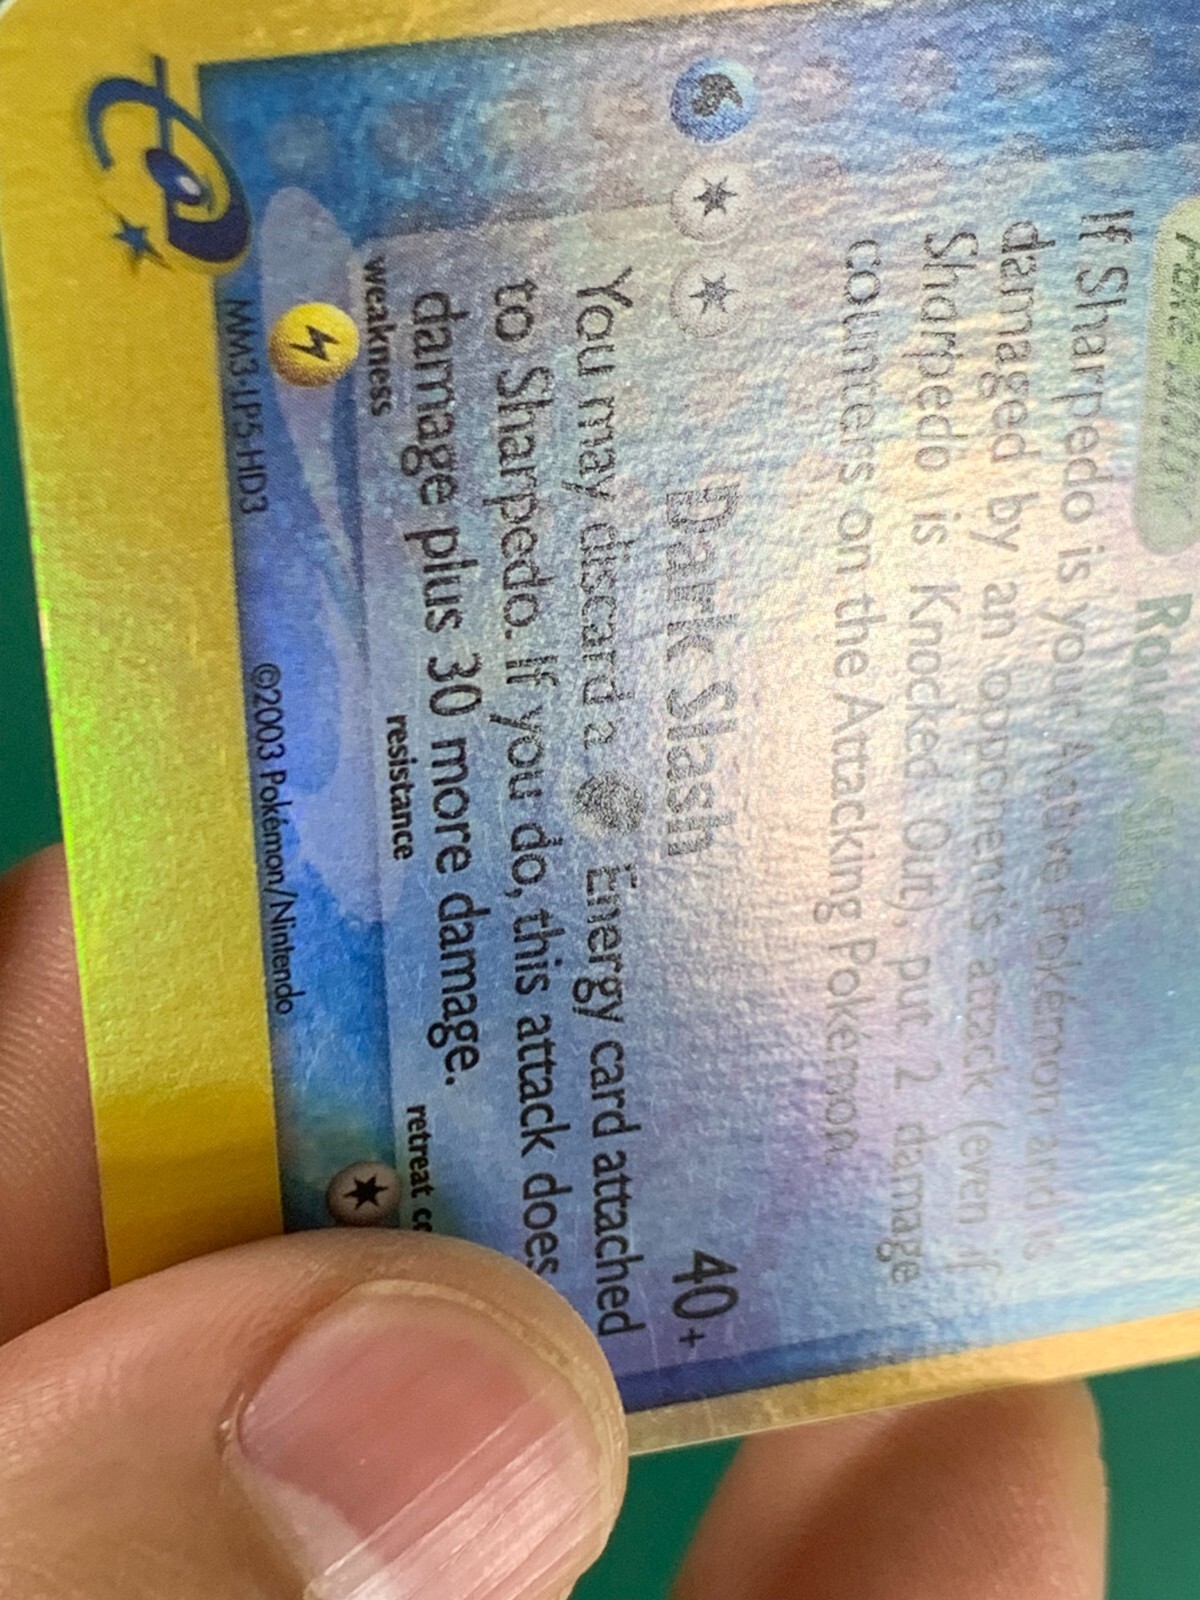 Rough Skin
If Sharpedo is your Active Pokémon and is
damaged by an opponent's attack (even if
Sharpedo is Knocked Out), put 2 damage
counters on the Attacking Pokémon.
Dark Slash 40+
You may discard a Energy card attached
to Sharpedo. If you do, this attack does
damage plus 30 more damage.
weakness resistance retreat
MM3-LP5-HD3 ©2003 Pokémon/Nintendo